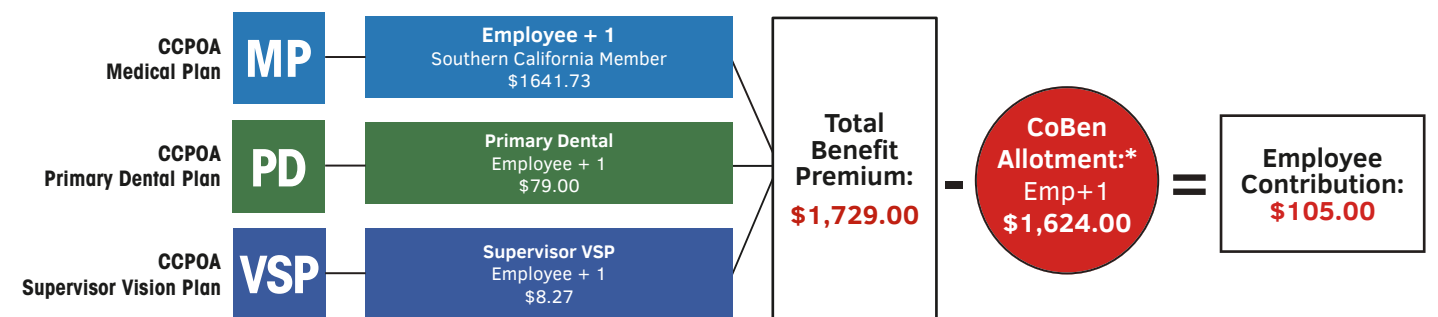 CCPOA
Medical Plan
MP
Employee + 1
Southern California Member
$1641.73
CCPOA
Primary Dental Plan
PD
Primary Dental
Employee + 1
$79.00
CCPOA
Supervisor Vision Plan
VSP
Supervisor VSP
Employee + 1
$8.27
Total
Benefit
Premium:
$1,729.00
-
CoBen
Allotment:*
Emp+1
$1,624.00
=
Employee
Contribution:
$105.00